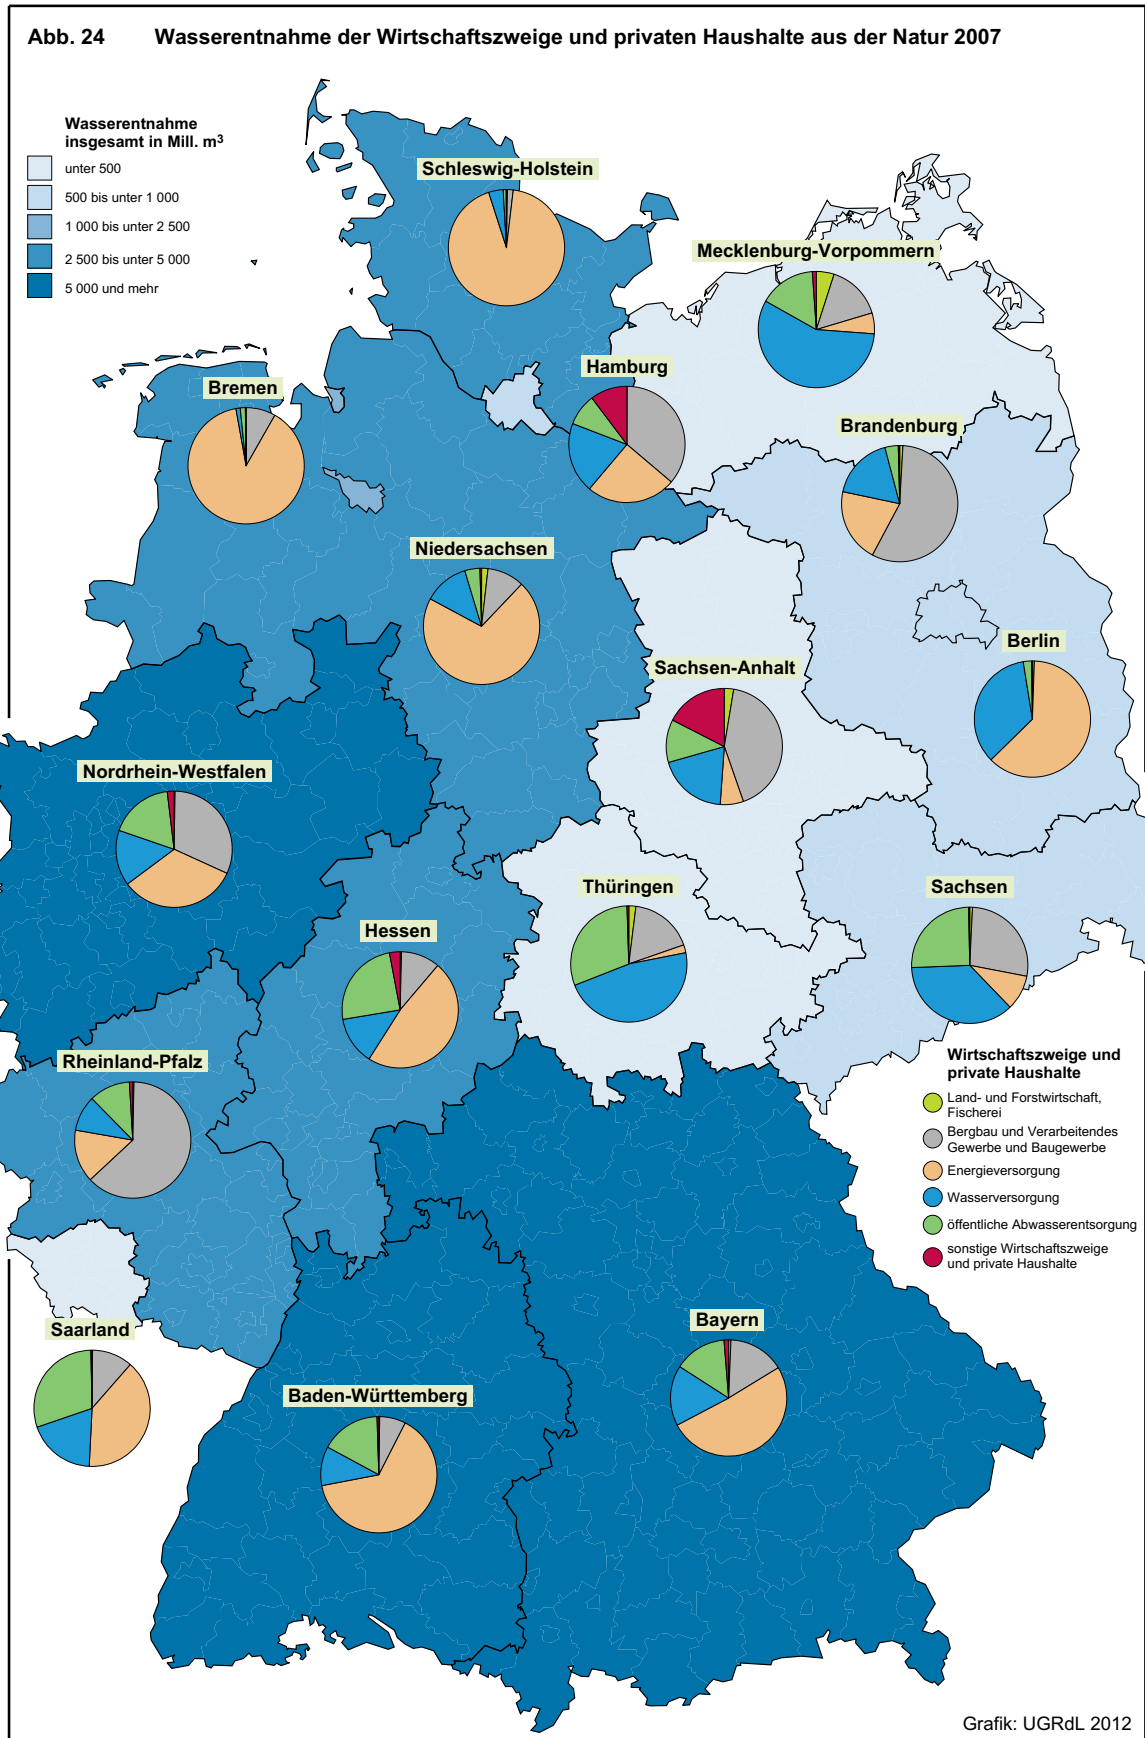 Abb. 24 Wasserentnahme der Wirtschaftszweige und privaten Haushalte aus der Natur 2007
Wasserentnahme
insgesamt in Mill. m³
unter 500
500 bis unter 1 000
1 000 bis unter 2 500
2 500 bis unter 5 000
5 000 und mehr
Schleswig-Holstein
Mecklenburg-Vorpommern
Hamburg
Bremen
Brandenburg
Niedersachsen
Berlin
Sachsen-Anhalt
Nordrhein-Westfalen
Thüringen
Sachsen
Hessen
Rheinland-Pfalz
Wirtschaftszweige und
private Haushalte
Land- und Forstwirtschaft,
Fischerei
Bergbau und Verarbeitendes
Gewerbe und Baugewerbe
Energieversorgung
Wasserversorgung
öffentliche Abwasserentsorgung
sonstige Wirtschaftszweige
und private Haushalte
Saarland
Bayern
Baden-Württemberg
Grafik: UGRdL 2012